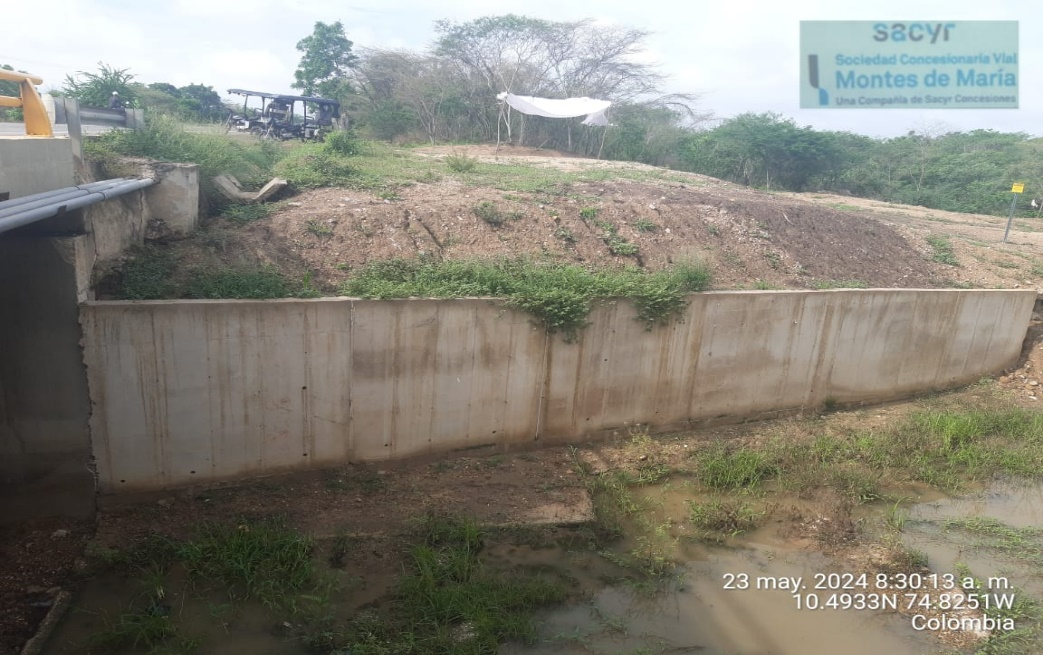 sacyr
Sociedad Concesionaria Vial
Montes de María
Una Compañía de Sacyr Concesiones
23 may. 2024 8:30:13 a. m.
10.4933N 74.8251W
Colombia